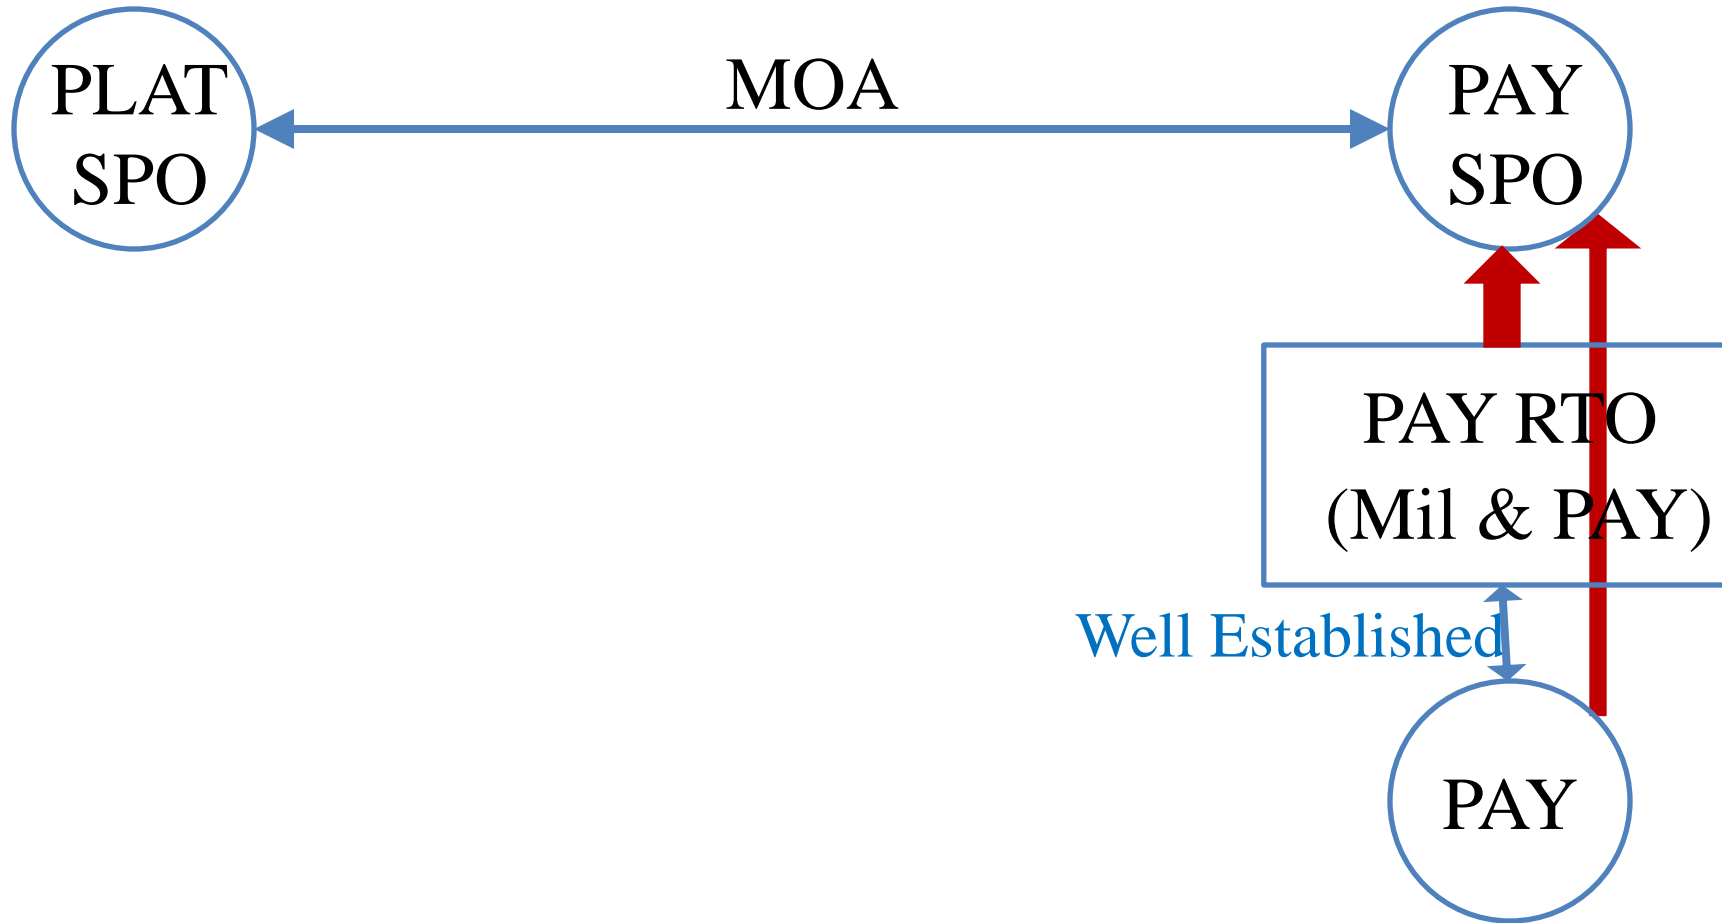 PLAT
SPO
MOA
PAY
SPO
PAY RTO
(Mil & PAY)
Well Established
PAY